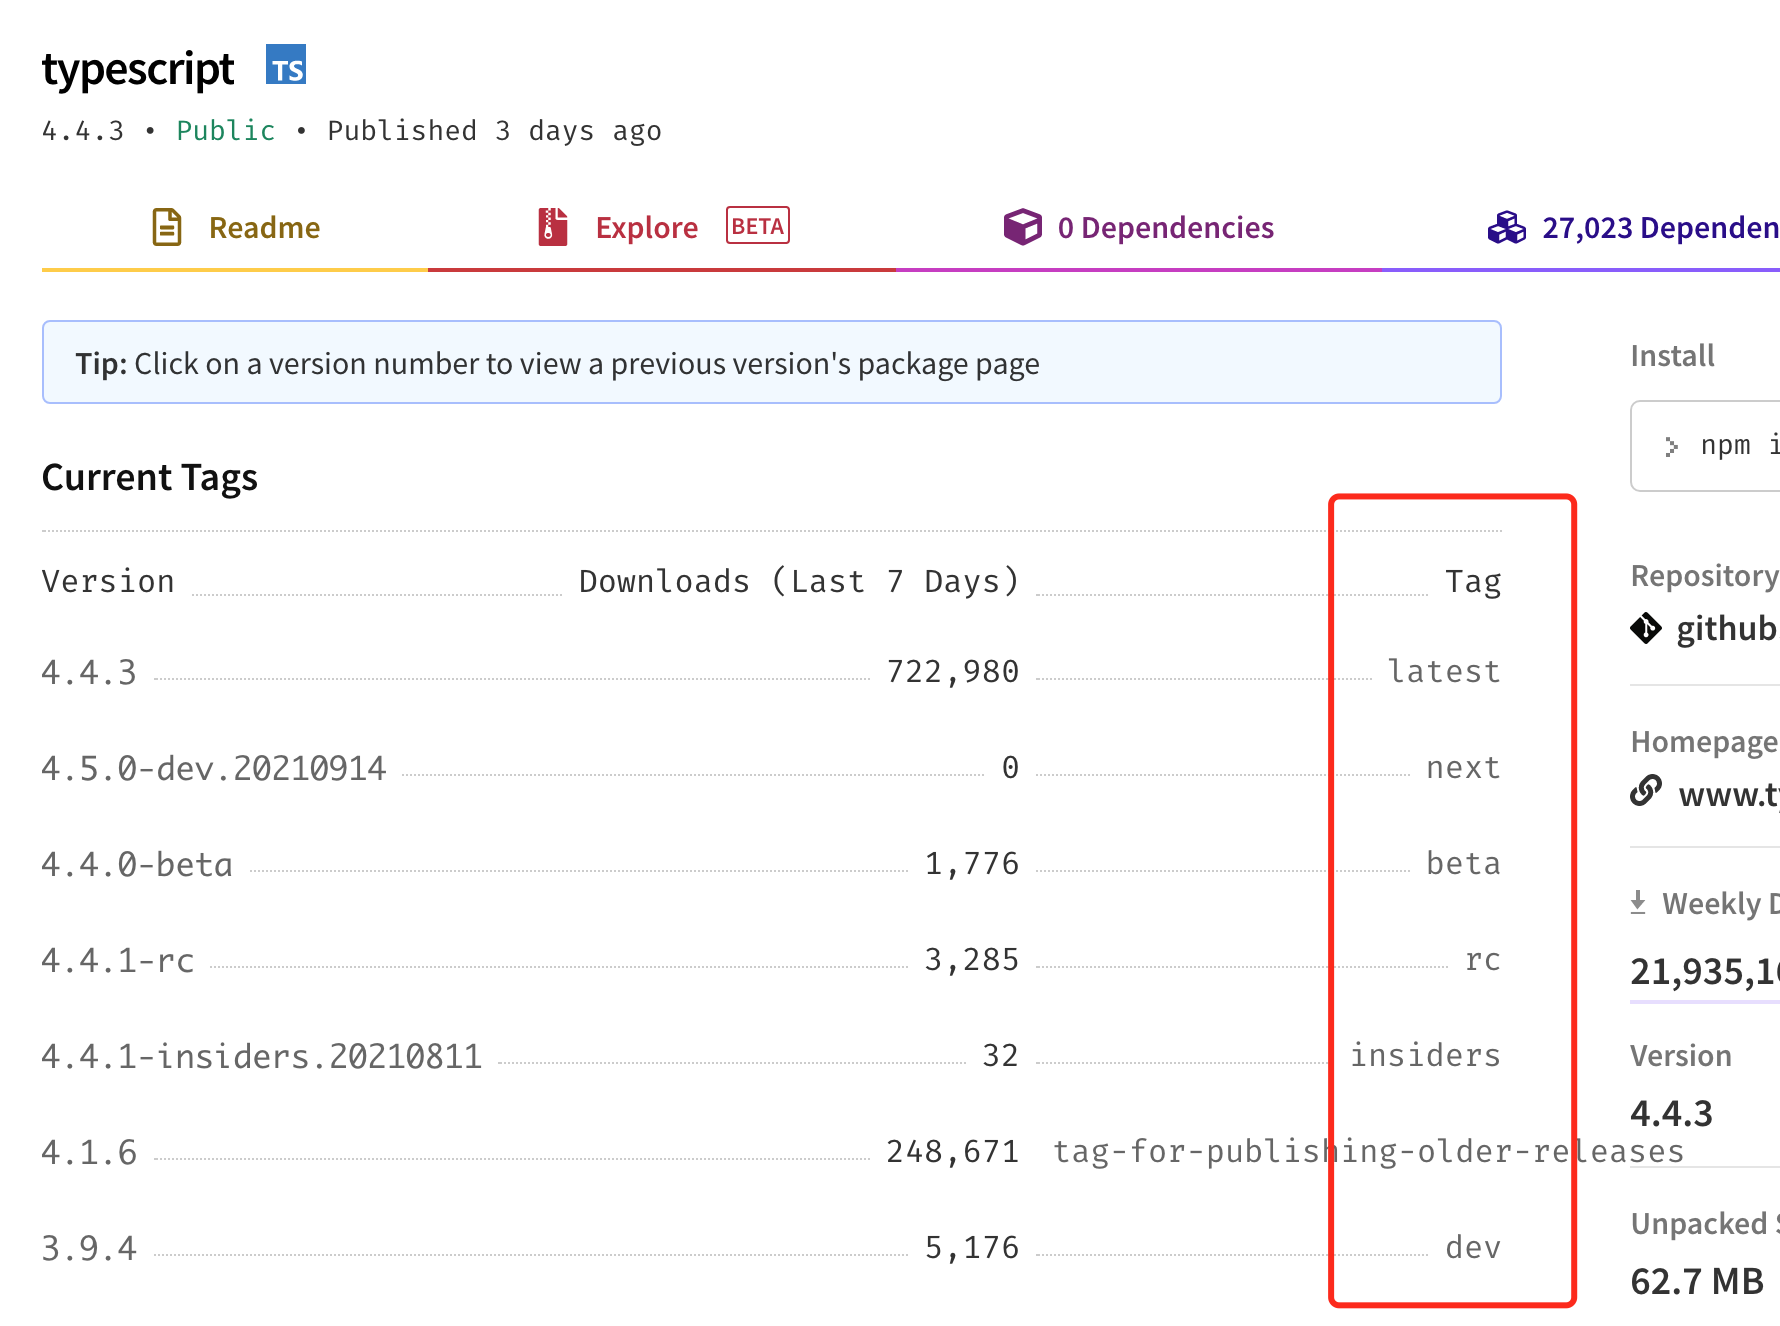 typescript TS
4.4.3 • Public • Published 3 days ago
Readme
Explore BETA
0 Dependencies
27,023 Dependen
Tip: Click on a version number to view a previous version's package page
Current Tags
Version Downloads (Last 7 Days) Tag
4.4.3 722,980 latest
4.5.0-dev.20210914 0 next
4.4.0-beta 1,776 beta
4.4.1-rc 3,285 rc
4.4.1-insiders.20210811 32 insiders
4.1.6 248,671 tag-for-publishing-older-releases
3.9.4 5,176 dev
Install
npm i
Repository
github
Homepage
www.ty
Weekly D
21,935,1
Version
4.4.3
Unpacked S
62.7 MB